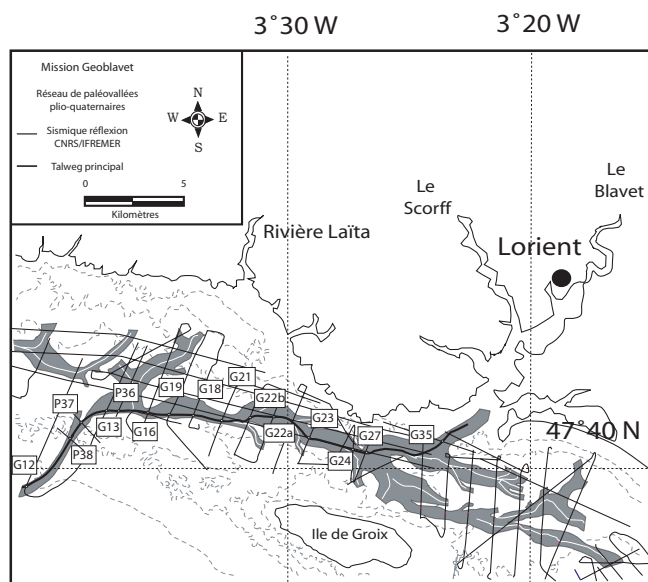 3°30 W
3°20 W
Mission Geoblavet
Réseau de paléovallées
plio-quaternaires
Sismique réflexion
CNRS/IFREMER
Talweg principal
0
5
Kilomètres
N
W
E
S
Le
Scorff
Le
Blavet
Rivière Laïta
Lorient
P37
P36
G19
G18
G21
G22b
G23
G27
G35
G12
P38
G13
G16
G22a
G24
47°40 N
Ile de Groix